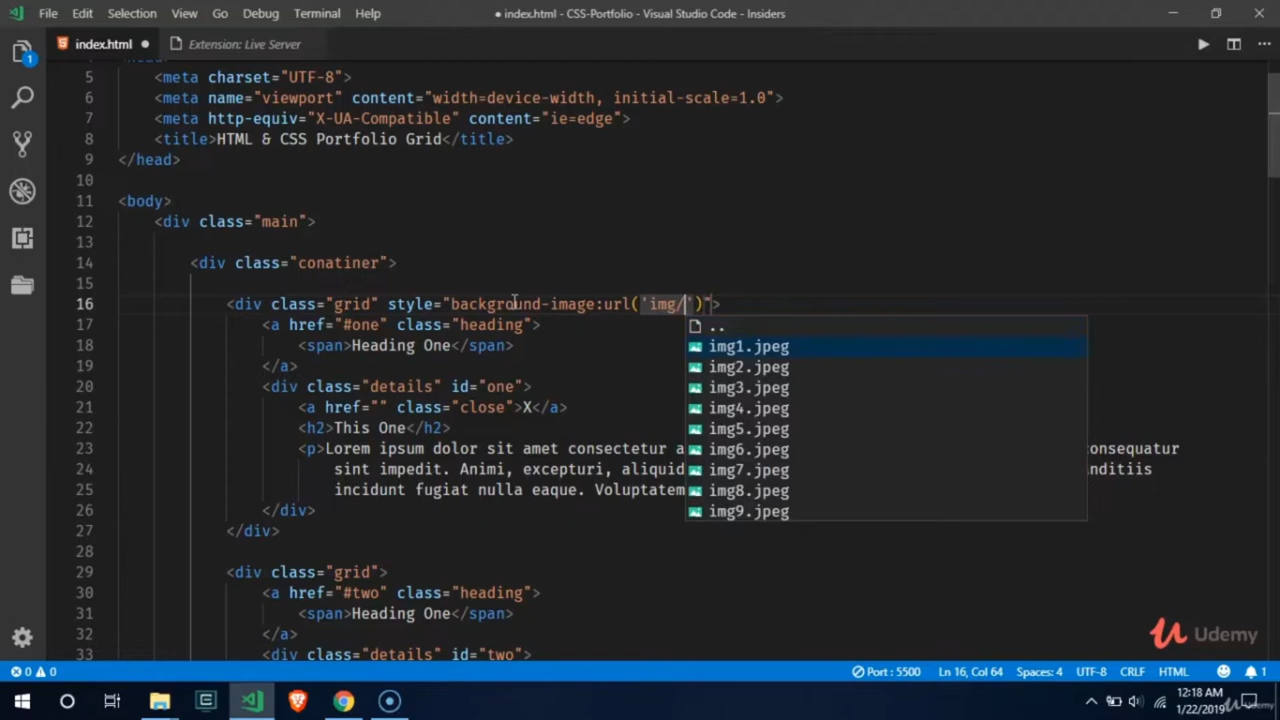 File Edit Selection View Go Debug Terminal Help ● index.html - CSS-Portfolio - Visual Studio Code - Insiders
index.html ● Extension: Live Server
5 <meta charset="UTF-8">
6 <meta name="viewport" content="width=device-width, initial-scale=1.0">
7 <meta http-equiv="X-UA-Compatible" content="ie=edge">
8 <title>HTML & CSS Portfolio Grid</title>
9 </head>
10
11 <body>
12 <div class="main">
13
14 <div class="conatiner">
15
16 <div class="grid" style="background-image:url('img/')">
17 <a href="#one" class="heading">
18 <span>Heading One</span>
19 </a>
20 <div class="details" id="one">
21 <a href="" class="close">X</a>
22 <h2>This One</h2>
23 <p>Lorem ipsum dolor sit amet consectetur a consequatur
24 sint impedit. Animi, excepturi, aliquid nditiis
25 incidunt fugiat nulla eaque. Voluptatem
26 </div>
27 </div>
28
29 <div class="grid">
30 <a href="#two" class="heading">
31 <span>Heading One</span>
32 </a>
33 <div class="details" id="two">
..
img1.jpeg
img2.jpeg
img3.jpeg
img4.jpeg
img5.jpeg
img6.jpeg
img7.jpeg
img8.jpeg
img9.jpeg
1
Udemy
0 0 Port : 5500 Ln 16, Col 64 Spaces: 4 UTF-8 CRLF HTML 1
12:18 AM
1/22/2019
Udemy